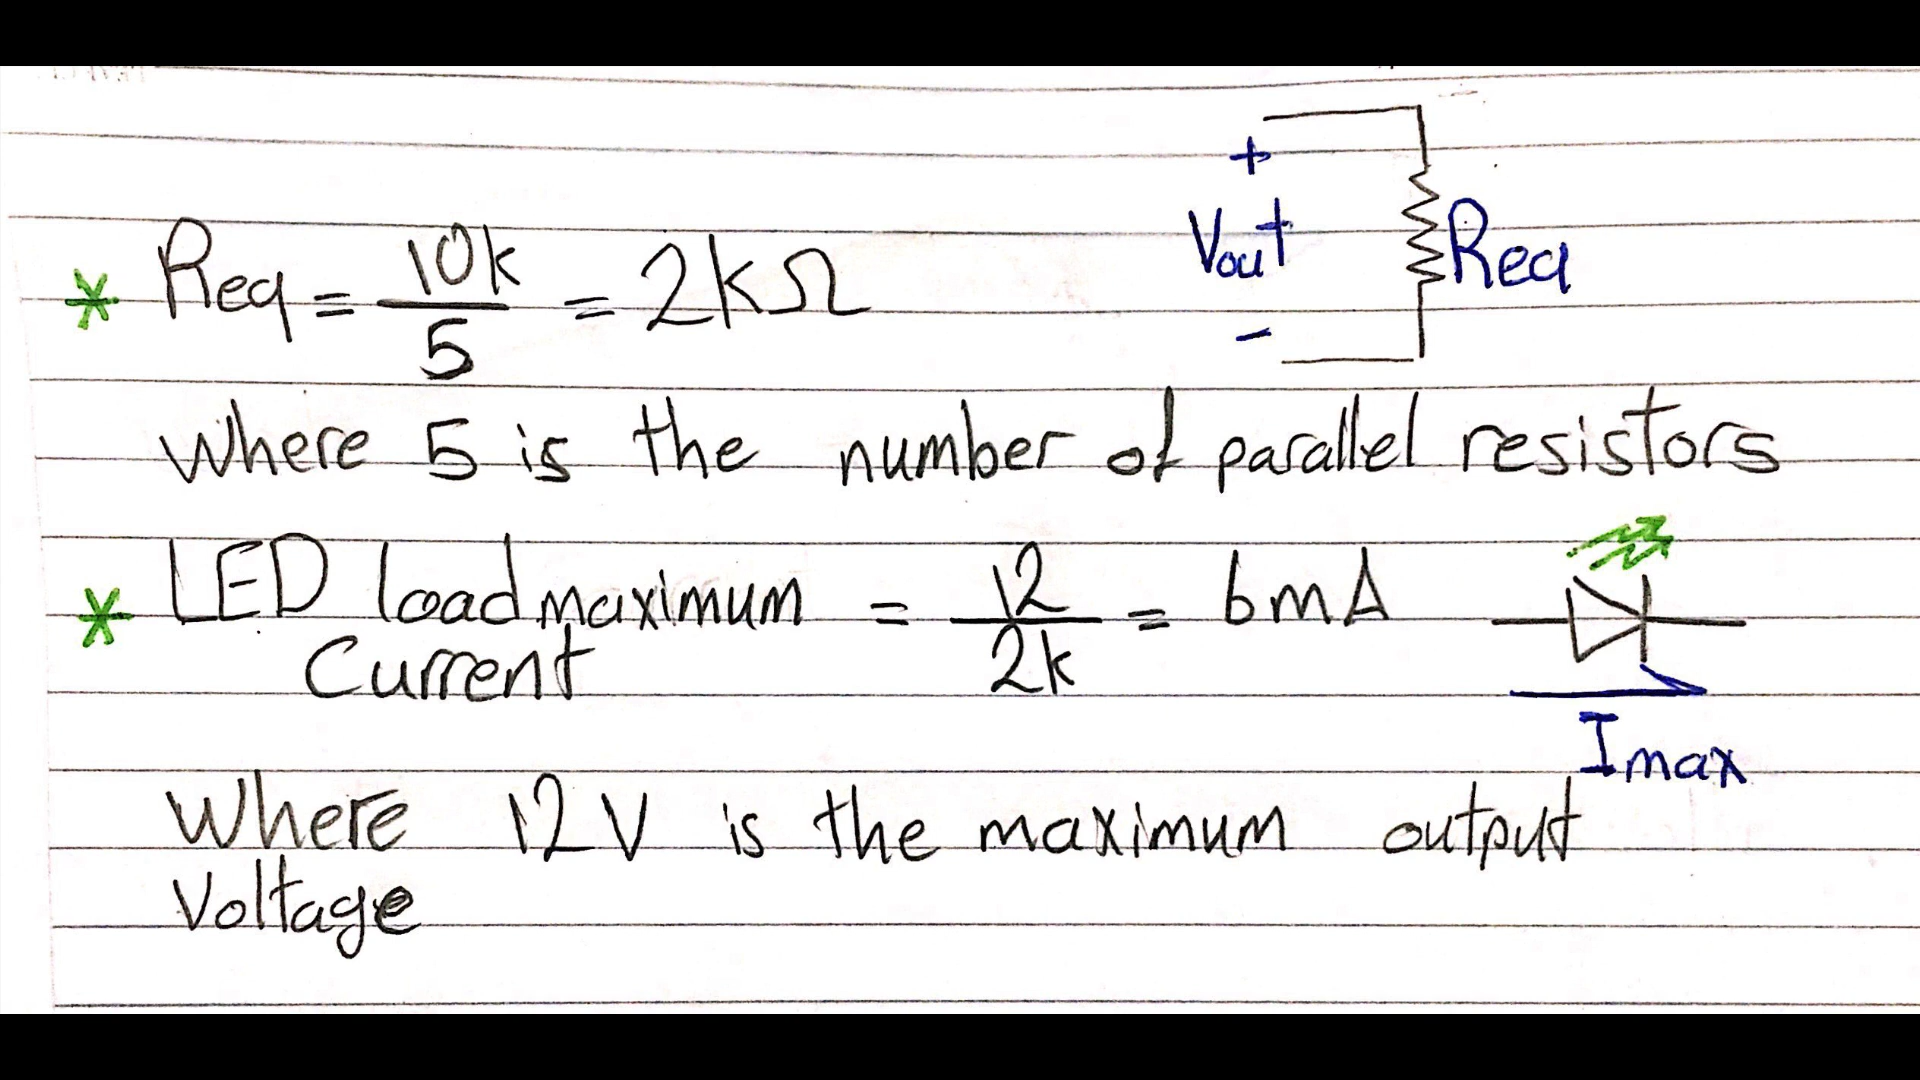 +
Vout
-
Req
* Req = 10k / 5 = 2kΩ
where 5 is the number of parallel resistors
* LED load maximum = 12 / 2k = 6mA
Current
Imax
Where 12V is the maximum output
Voltage